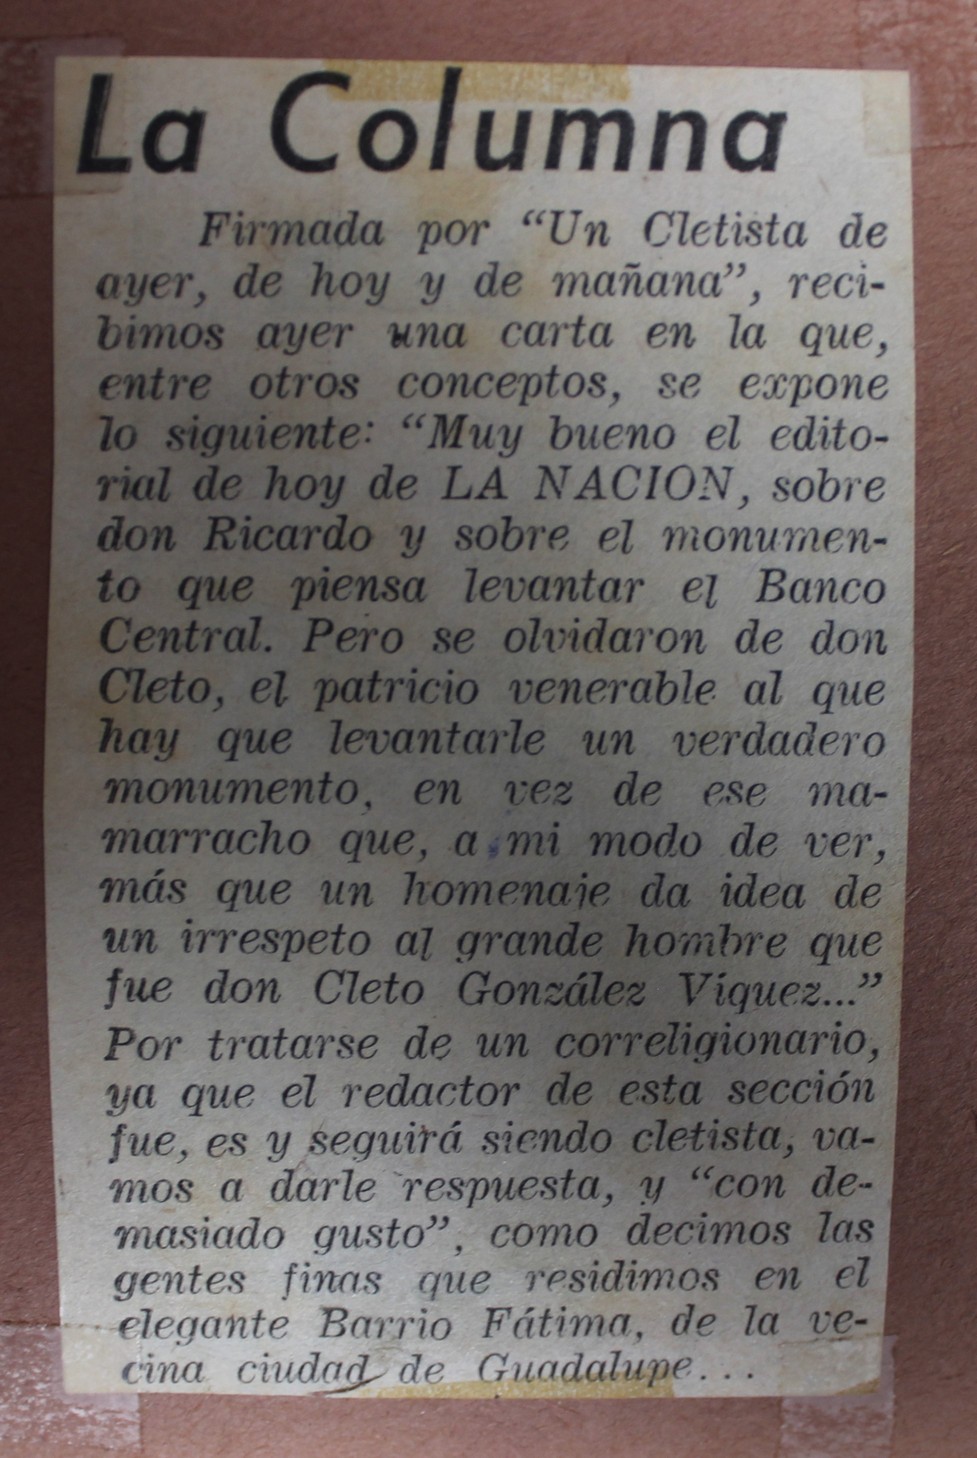 La Columna
Firmada por “Un Cletista de
ayer, de hoy y de mañana”, reci-
bimos ayer una carta en la que,
entre otros conceptos, se expone
lo siguiente: “Muy bueno el edito-
rial de hoy de LA NACION, sobre
don Ricardo y sobre el monumen-
to que piensa levantar el Banco
Central. Pero se olvidaron de don
Cleto, el patricio venerable al que
hay que levantarle un verdadero
monumento, en vez de ese ma-
marracho que, a mi modo de ver,
más que un homenaje da idea de
un irrespeto al grande hombre que
fue don Cleto González Víquez...”
Por tratarse de un correligionario,
ya que el redactor de esta sección
fue, es y seguirá siendo cletista, va-
mos a darle respuesta, y “con de-
masiado gusto”, como decimos las
gentes finas que residimos en el
elegante Barrio Fátima, de la ve-
cina ciudad de Guadalupe...